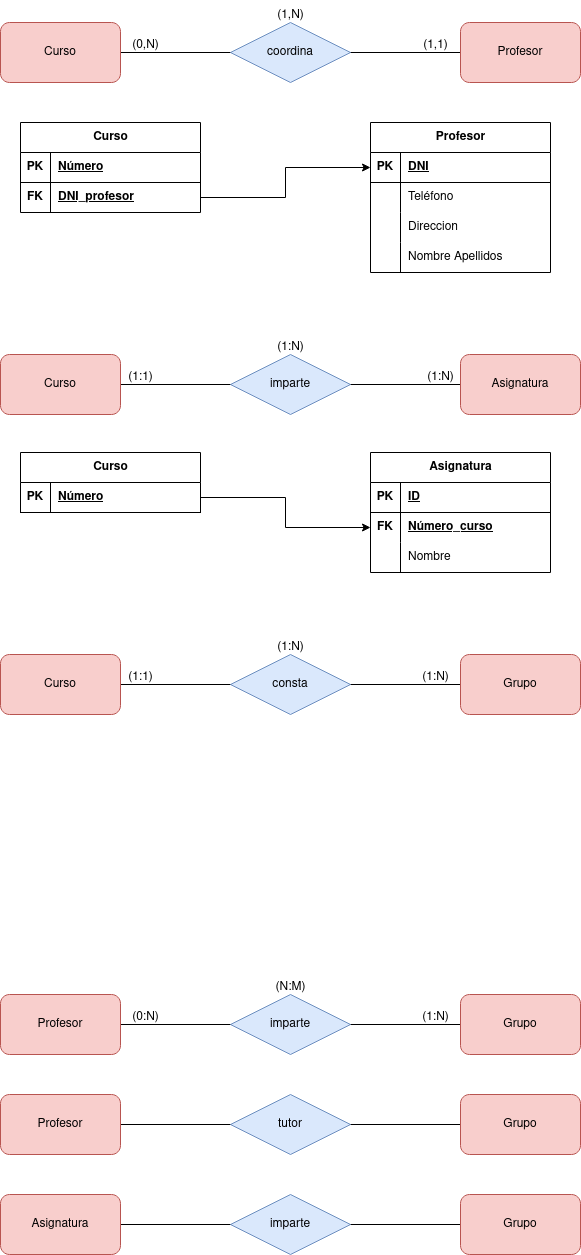 (1,N)
Curso (0,N) coordina (1,1) Profesor
Curso
PK Número
FK DNI_profesor
Profesor
PK DNI
Teléfono
Direccion
Nombre Apellidos
(1:N)
Curso (1:1) imparte (1:N) Asignatura
Curso
PK Número
Asignatura
PK ID
FK Número_curso
Nombre
(1:N)
Curso (1:1) consta (1:N) Grupo
(N:M)
Profesor (0:N) imparte (1:N) Grupo
Profesor tutor Grupo
Asignatura imparte Grupo